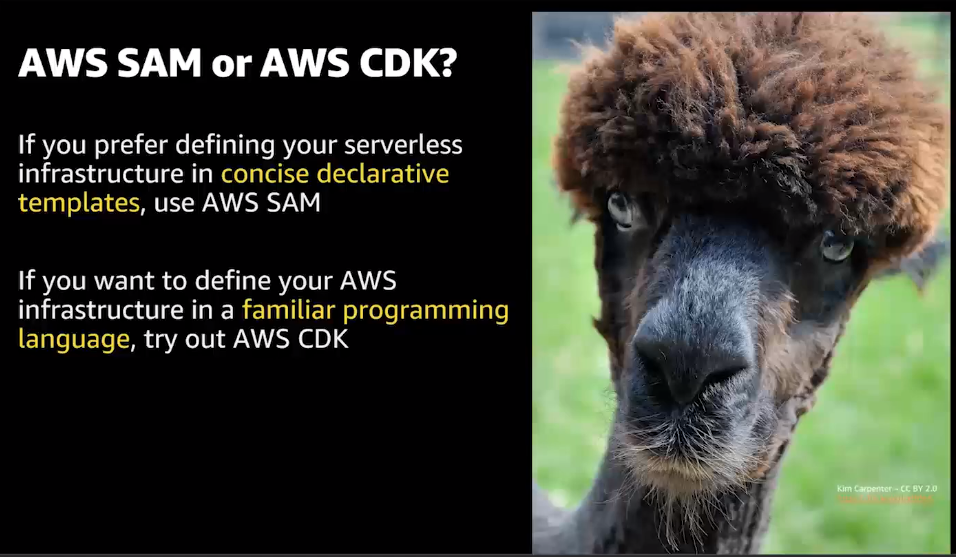 AWS SAM or AWS CDK?
If you prefer defining your serverless
infrastructure in concise declarative
templates, use AWS SAM
If you want to define your AWS
infrastructure in a familiar programming
language, try out AWS CDK
Kim Carpenter – CC BY 2.0